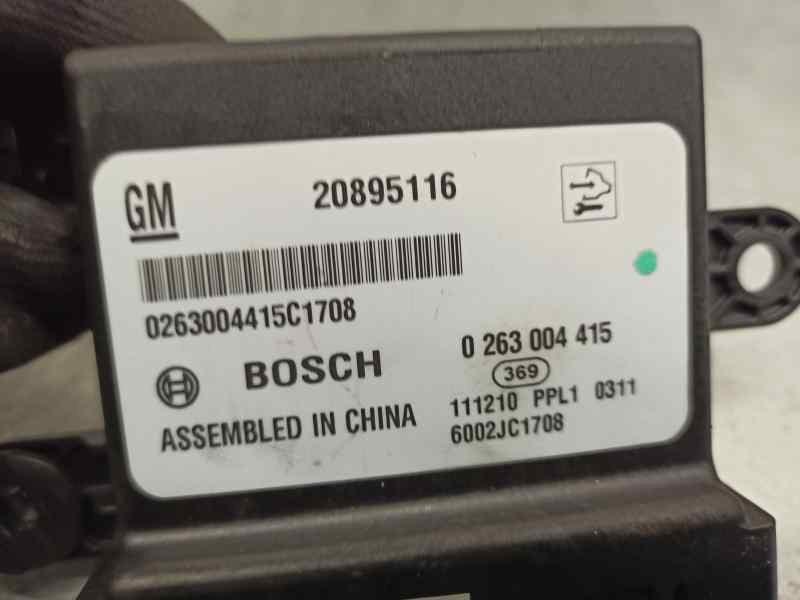 GM 20895116
0263004415C1708
BOSCH 0 263 004 415
369
ASSEMBLED IN CHINA 111210 PPL1 0311
6002JC1708